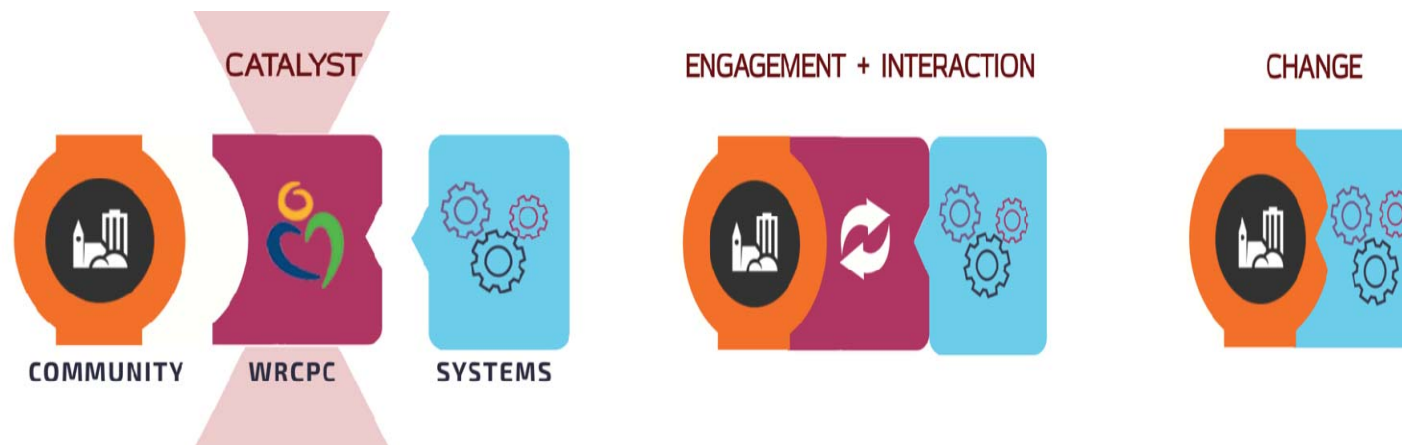 CATALYST
ENGAGEMENT + INTERACTION
CHANGE
COMMUNITY
WRCPC
SYSTEMS